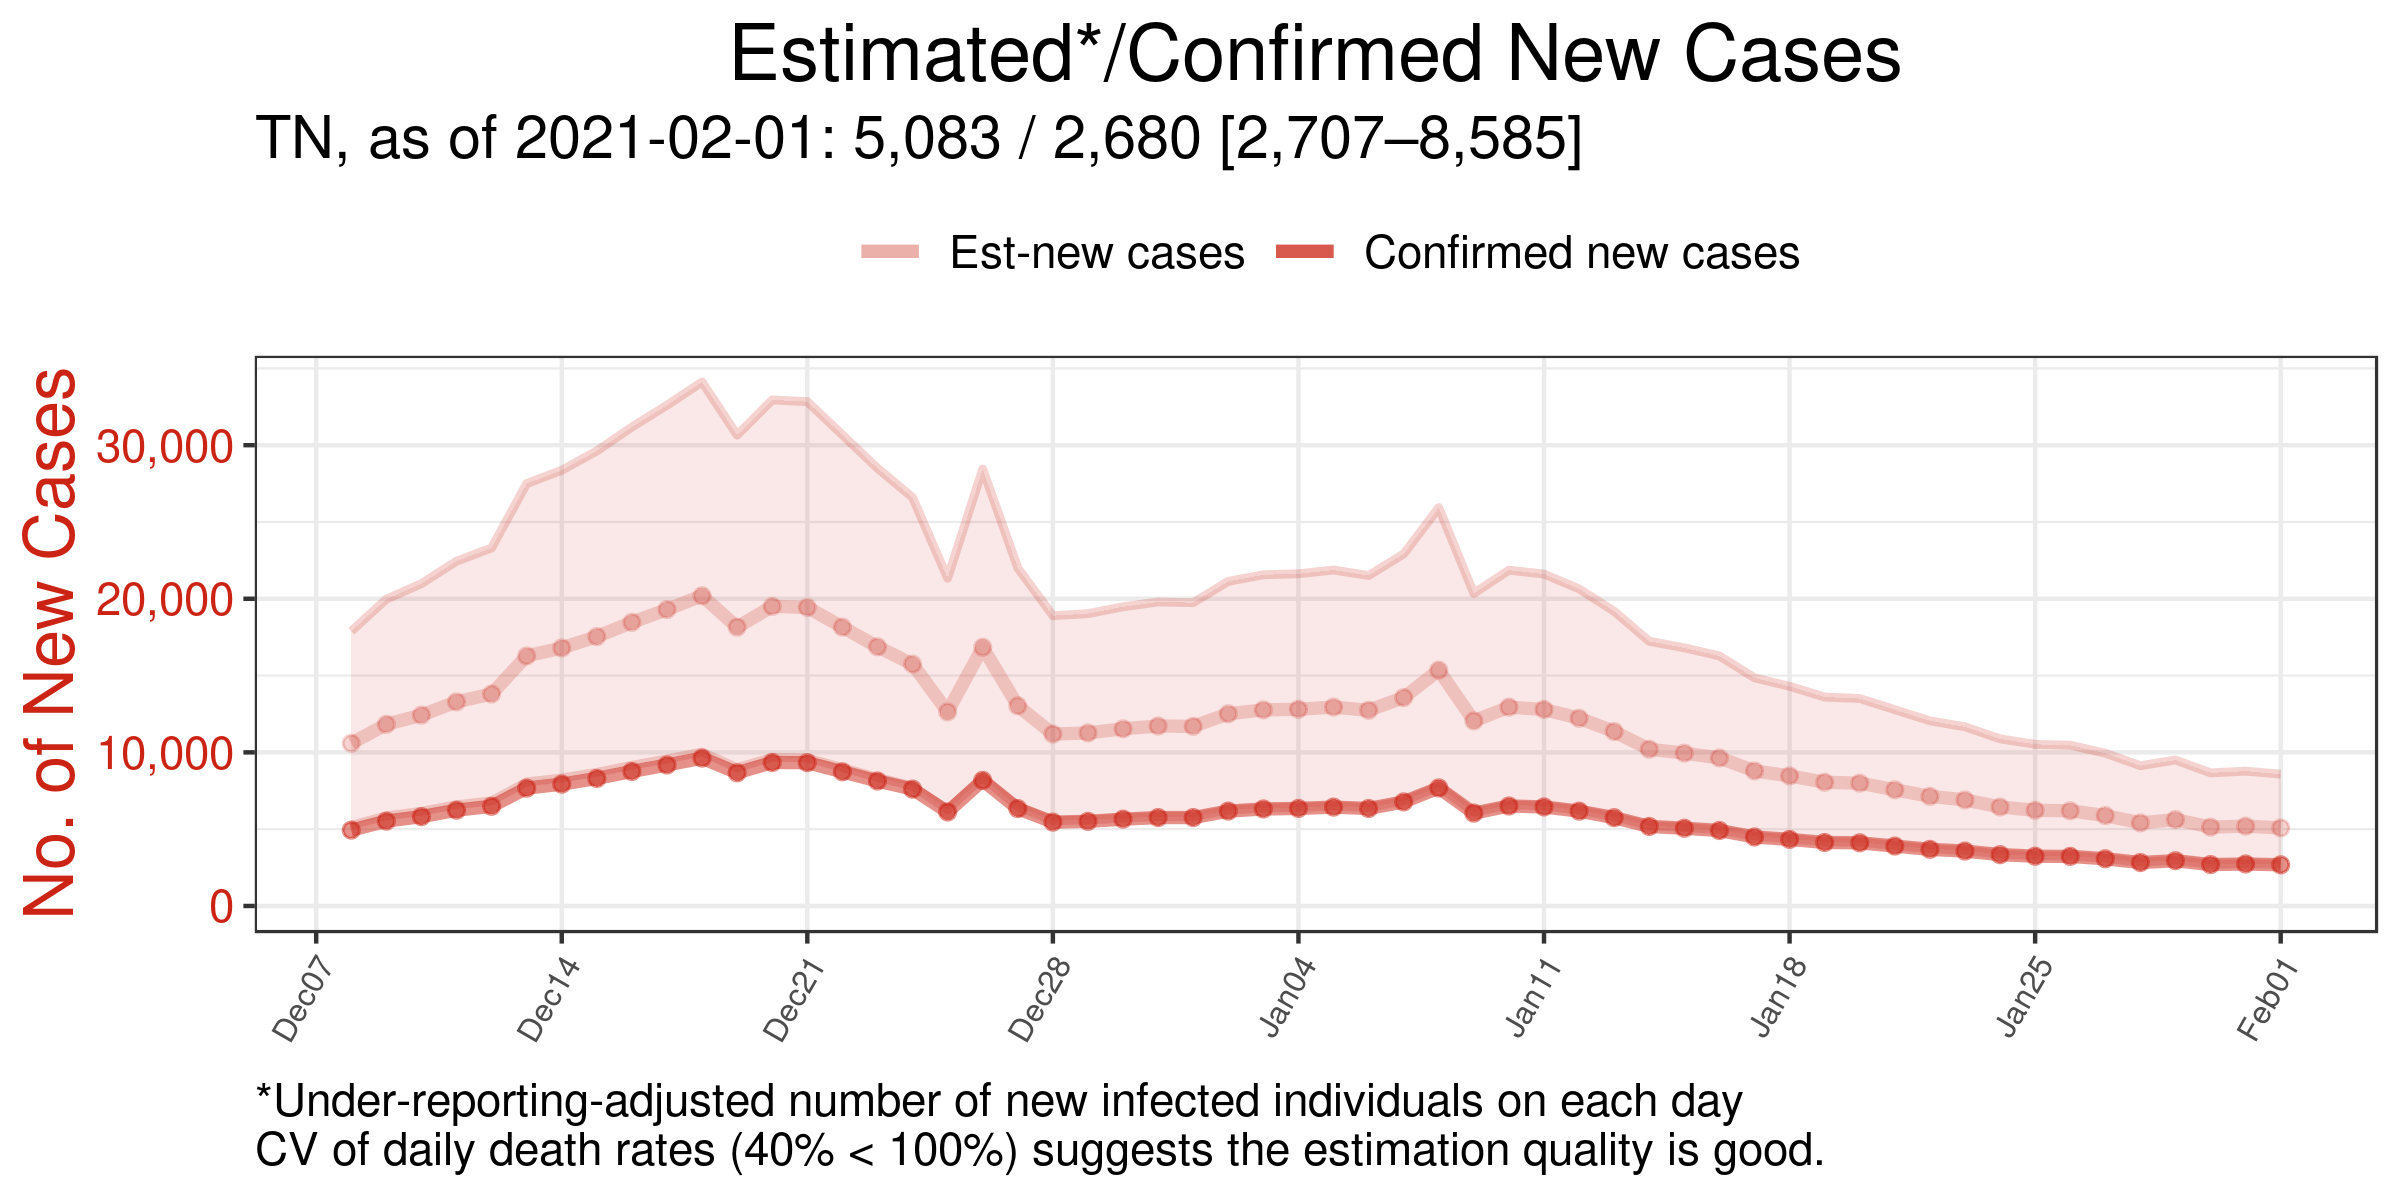 Estimated*/Confirmed New Cases
TN, as of 2021-02-01: 5,083 / 2,680 [2,707–8,585]
Est-new cases
Confirmed new cases
No. of New Cases
30,000
20,000
10,000
0
Dec07
Dec14
Dec21
Dec28
Jan04
Jan11
Jan18
Jan25
Feb01
*Under-reporting-adjusted number of new infected individuals on each day
CV of daily death rates (40% < 100%) suggests the estimation quality is good.